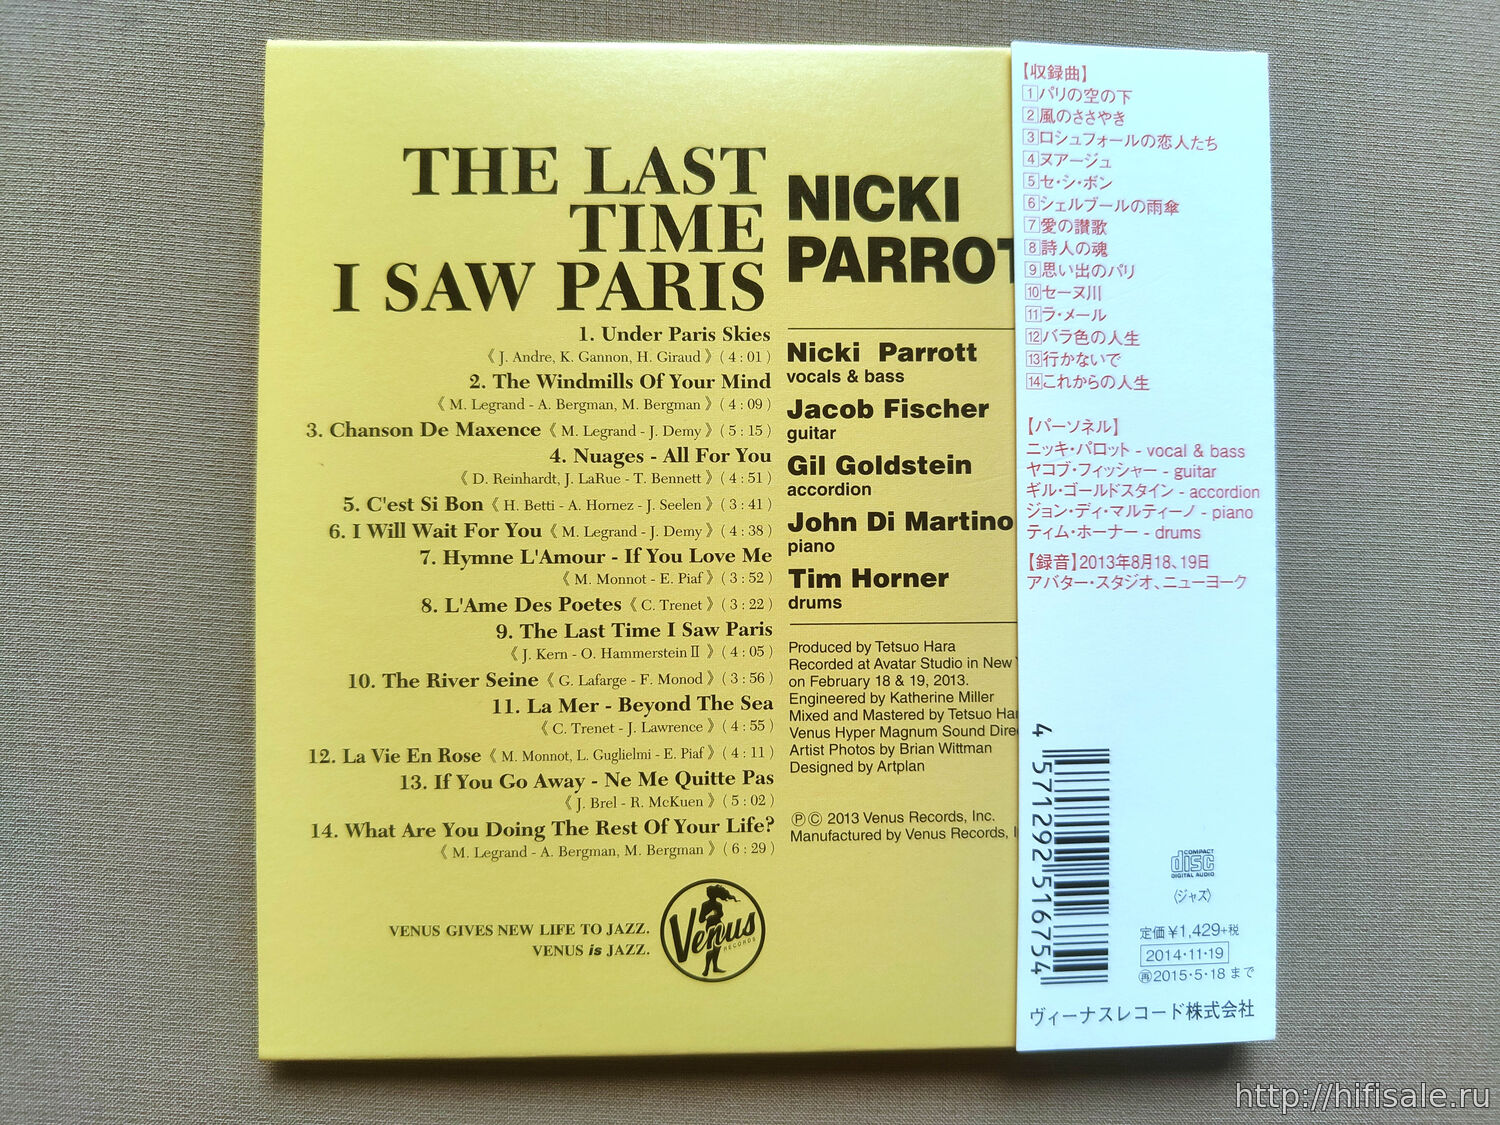 THE LAST
TIME
I SAW PARIS
1. Under Paris Skies
《 J. Andre, K. Gannon, H. Giraud 》 ( 4 : 01 )
2. The Windmills Of Your Mind
《 M. Legrand - A. Bergman, M. Bergman 》 ( 4 : 09 )
3. Chanson De Maxence 《 M. Legrand - J. Demy 》 ( 5 : 15 )
4. Nuages - All For You
《 D. Reinhardt, J. LaRue - T. Bennett 》 ( 4 : 51 )
5. C'est Si Bon 《 H. Betti - A. Hornez - J. Seelen 》 ( 3 : 41 )
6. I Will Wait For You 《 M. Legrand - J. Demy 》 ( 4 : 38 )
7. Hymne L'Amour - If You Love Me
《 M. Monnot - E. Piaf 》 ( 3 : 52 )
8. L'Ame Des Poetes 《 C. Trenet 》 ( 3 : 22 )
9. The Last Time I Saw Paris
《 J. Kern - O. Hammerstein Ⅱ 》 ( 4 : 05 )
10. The River Seine 《 G. Lafarge - F. Monod 》 ( 3 : 56 )
11. La Mer - Beyond The Sea
《 C. Trenet - J. Lawrence 》 ( 4 : 55 )
12. La Vie En Rose 《 M. Monnot, L. Guglielmi - E. Piaf 》 ( 4 : 11 )
13. If You Go Away - Ne Me Quitte Pas
《 J. Brel - R. McKuen 》 ( 5 : 02 )
14. What Are You Doing The Rest Of Your Life?
《 M. Legrand - A. Bergman, M. Bergman 》 ( 6 : 29 )
VENUS GIVES NEW LIFE TO JAZZ.
VENUS is JAZZ.
Venus
RECORDS
NICKI
PARROT
Nicki Parrott
vocals & bass
Jacob Fischer
guitar
Gil Goldstein
accordion
John Di Martino
piano
Tim Horner
drums
Produced by Tetsuo Hara
Recorded at Avatar Studio in New
on February 18 & 19, 2013.
Engineered by Katherine Miller
Mixed and Mastered by Tetsuo Har
Venus Hyper Magnum Sound Dire
Artist Photos by Brian Wittman
Designed by Artplan
Ⓟ© 2013 Venus Records, Inc.
Manufactured by Venus Records, I
【収録曲】
1 パリの空の下
2 風のささやき
3 ロシュフォールの恋人たち
4 ヌアージュ
5 セ・シ・ボン
6 シェルブールの雨傘
7 愛の讃歌
8 詩人の魂
9 思い出のパリ
10 セーヌ川
11 ラ・メール
12 バラ色の人生
13 行かないで
14 これからの人生
【パーソネル】
ニッキ・パロット - vocal & bass
ヤコブ・フィッシャー - guitar
ギル・ゴールドスタイン - accordion
ジョン・ディ・マルティーノ - piano
ティム・ホーナー - drums
【録音】2013年8月18、19日
アバター・スタジオ、ニューヨーク
4 571292 516754
COMPACT
disc
DIGITAL AUDIO
〈ジャズ〉
定価¥1,429+税
2014・11・19
再2015・5・18 まで
ヴィーナスレコード株式会社
http://hifisale.ru